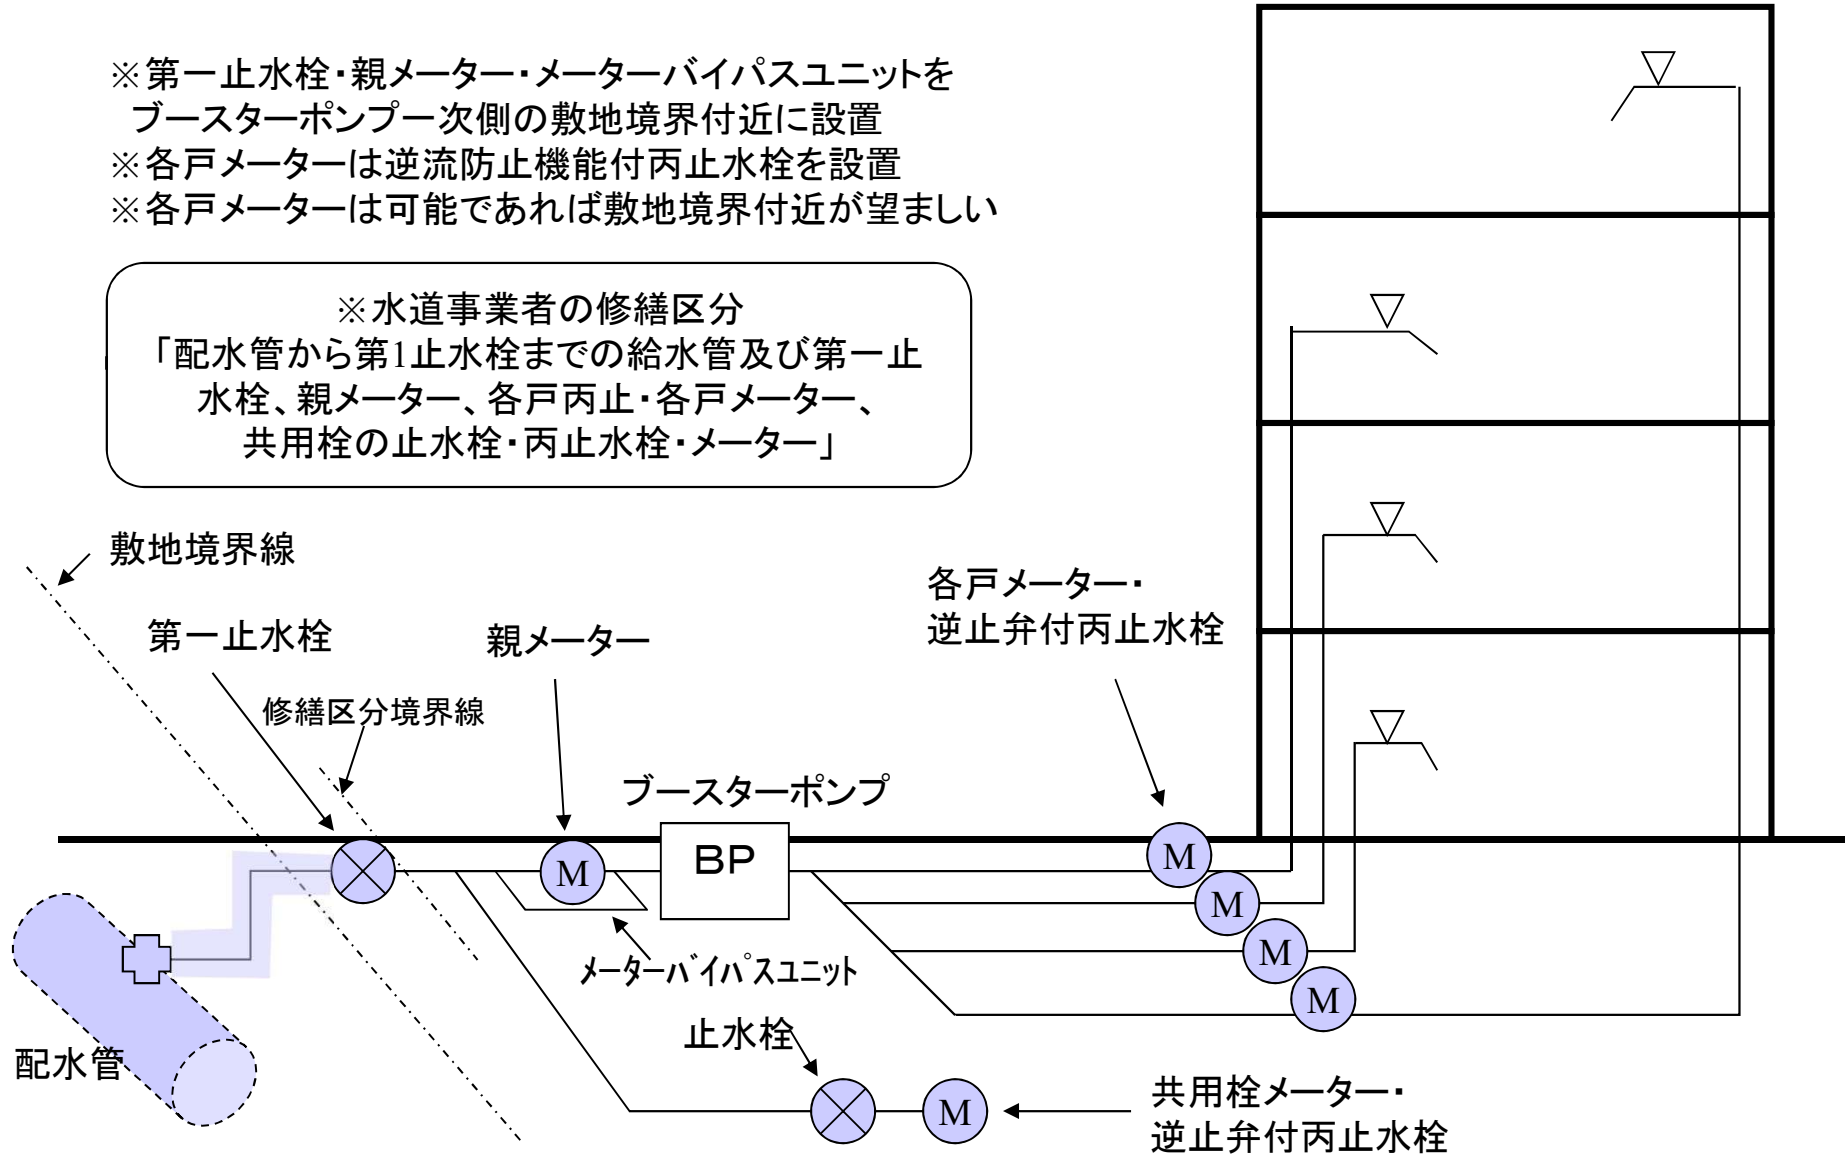 ※第一止水栓・親メーター・メーターバイパスユニットを
ブースターポンプ一次側の敷地境界付近に設置
※各戸メーターは逆流防止機能付丙止水栓を設置
※各戸メーターは可能であれば敷地境界付近が望ましい
※水道事業者の修繕区分
「配水管から第1止水栓までの給水管及び第一止
水栓、親メーター、各戸丙止・各戸メーター、
共用栓の止水栓・丙止水栓・メーター」
敷地境界線
第一止水栓
修繕区分境界線
親メーター
ブースターポンプ
各戸メーター・
逆止弁付丙止水栓
BP
M
M
M
M
M
メーターバイパスユニット
止水栓
配水管
M
共用栓メーター・
逆止弁付丙止水栓